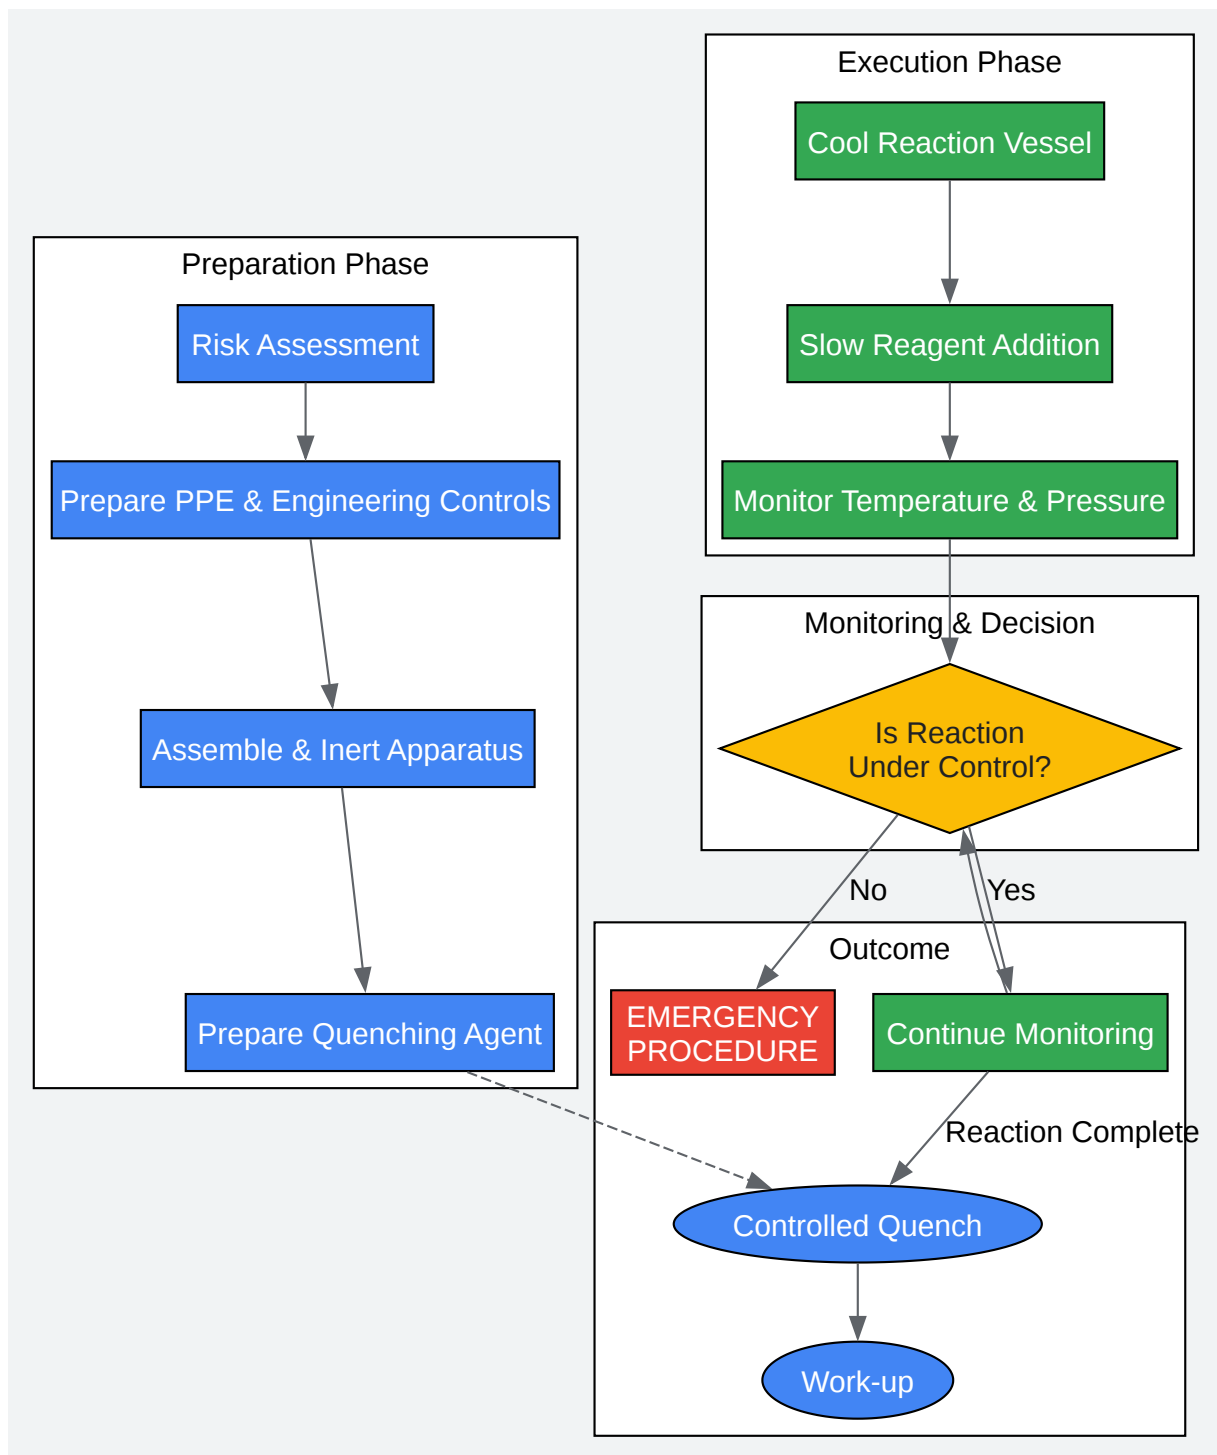 Execution Phase
Cool Reaction Vessel
Slow Reagent Addition
Monitor Temperature & Pressure
Preparation Phase
Risk Assessment
Prepare PPE & Engineering Controls
Assemble & Inert Apparatus
Prepare Quenching Agent
Monitoring & Decision
Is Reaction
Under Control?
No
Yes
Outcome
EMERGENCY
PROCEDURE
Continue Monitoring
Reaction Complete
Controlled Quench
Work-up